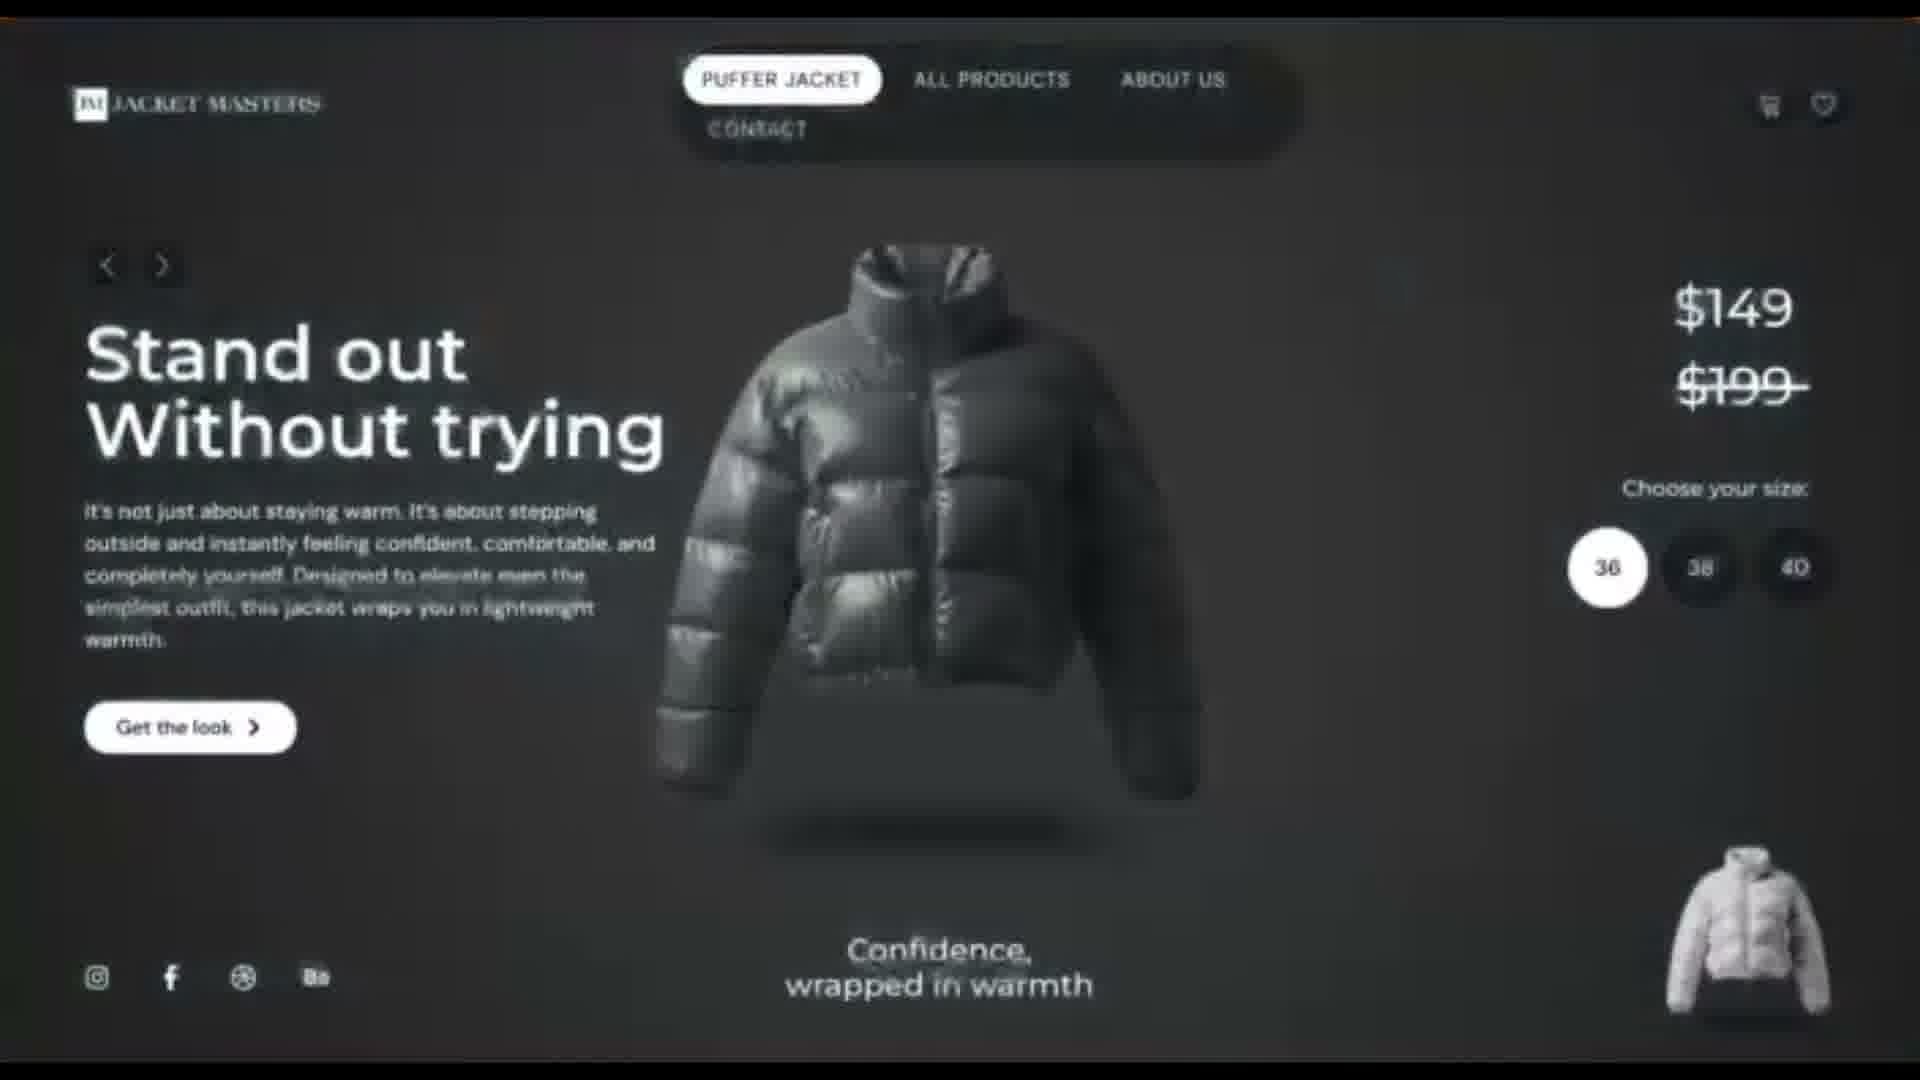 JM JACKET MASTERS
PUFFER JACKET ALL PRODUCTS ABOUT US
CONTACT
Stand out
Without trying
It's not just about staying warm. It's about stepping
outside and instantly feeling confident, comfortable, and
completely yourself. Designed to elevate even the
simplest outfit, this jacket wraps you in lightweight
warmth.
Get the look
$149
$199
Choose your size:
36 38 40
Confidence,
wrapped in warmth
Bē